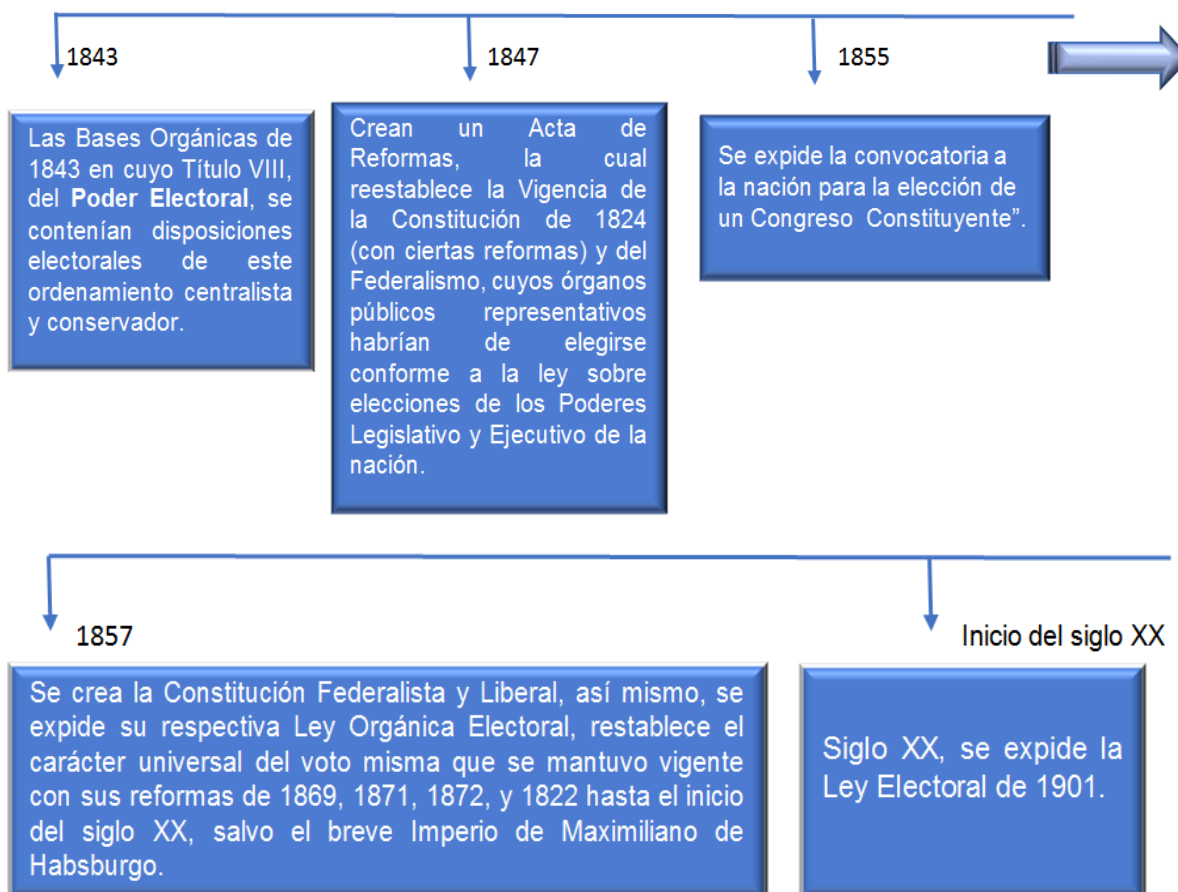 1843
1847
1855
Las Bases Orgánicas de
1843 en cuyo Título VIII,
del Poder Electoral, se
contenían disposiciones
electorales de este
ordenamiento centralista
y conservador.
Crean un Acta de
Reformas, la cual
reestablece la Vigencia de
la Constitución de 1824
(con ciertas reformas) y del
Federalismo, cuyos órganos
públicos representativos
habrían de elegirse
conforme a la ley sobre
elecciones de los Poderes
Legislativo y Ejecutivo de la
nación.
Se expide la convocatoria a
la nación para la elección de
un Congreso Constituyente”.
1857
Inicio del siglo XX
Se crea la Constitución Federalista y Liberal, así mismo, se
expide su respectiva Ley Orgánica Electoral, restablece el
carácter universal del voto misma que se mantuvo vigente
con sus reformas de 1869, 1871, 1872, y 1822 hasta el inicio
del siglo XX, salvo el breve Imperio de Maximiliano de
Habsburgo.
Siglo XX, se expide la
Ley Electoral de 1901.